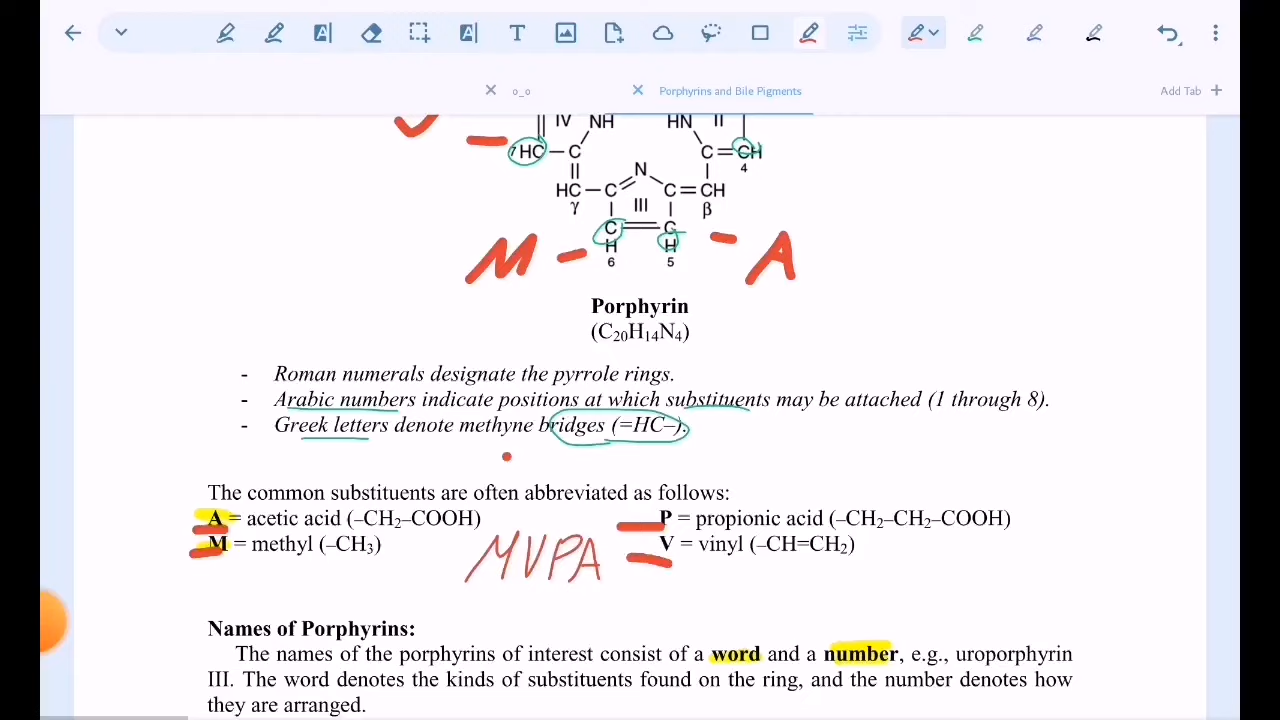 o_o Porphyrins and Bile Pigments Add Tab
IV NH HN II
7 HC C C=CH
N 4
HC–C C=CH
γ III β
C C
M H H A
6 5
Porphyrin
(C20H14N4)
- Roman numerals designate the pyrrole rings.
- Arabic numbers indicate positions at which substituents may be attached (1 through 8).
- Greek letters denote methyne bridges (=HC–).
The common substituents are often abbreviated as follows:
A = acetic acid (–CH2–COOH) P = propionic acid (–CH2–CH2–COOH)
M = methyl (–CH3) MVPA V = vinyl (–CH=CH2)
Names of Porphyrins:
The names of the porphyrins of interest consist of a word and a number, e.g., uroporphyrin
III. The word denotes the kinds of substituents found on the ring, and the number denotes how
they are arranged.